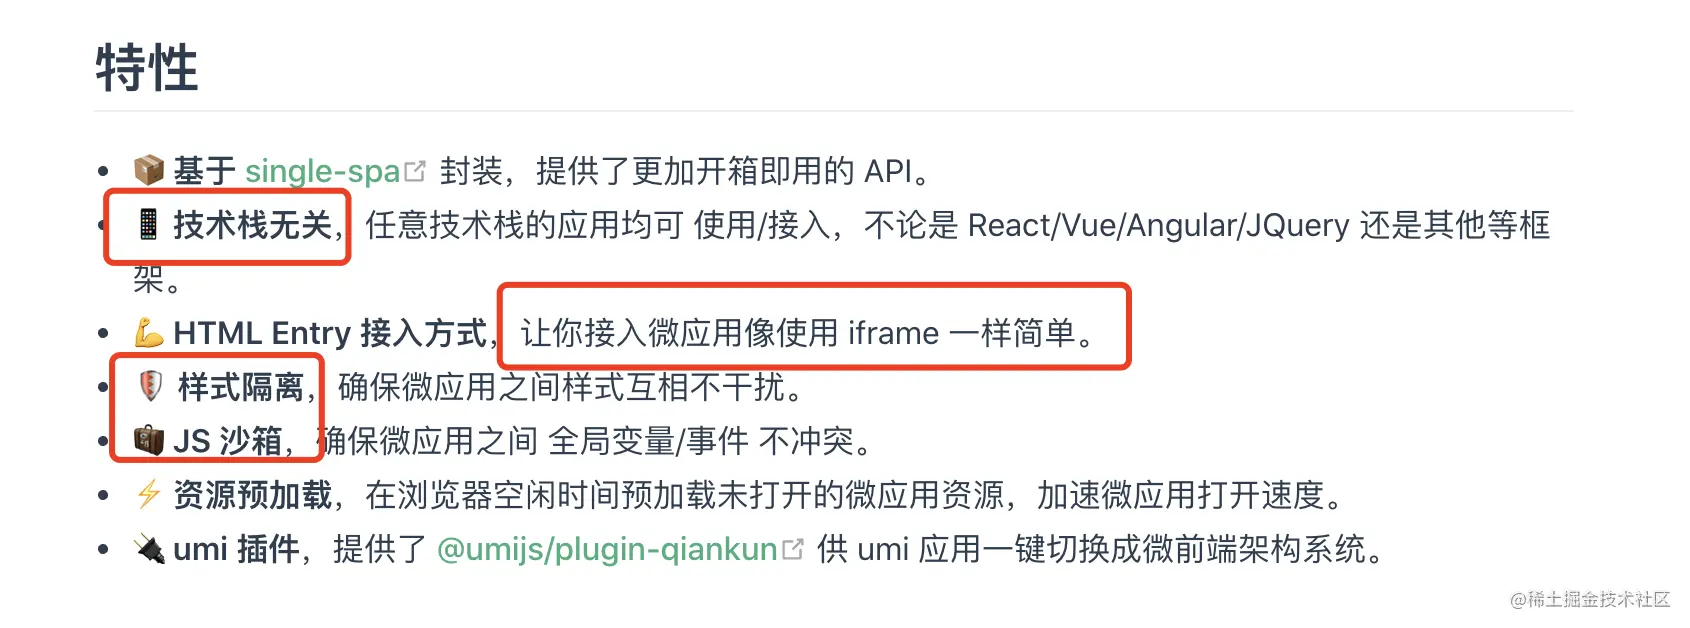 特性
📦 基于 single-spa 封装，提供了更加开箱即用的 API。
📱 技术栈无关，任意技术栈的应用均可 使用/接入，不论是 React/Vue/Angular/JQuery 还是其他等框
架。
💪 HTML Entry 接入方式，让你接入微应用像使用 iframe 一样简单。
🛡 样式隔离，确保微应用之间样式互相不干扰。
🧳 JS 沙箱，确保微应用之间 全局变量/事件 不冲突。
⚡ 资源预加载，在浏览器空闲时间预加载未打开的微应用资源，加速微应用打开速度。
🔌 umi 插件，提供了 @umijs/plugin-qiankun 供 umi 应用一键切换成微前端架构系统。
@稀土掘金技术社区